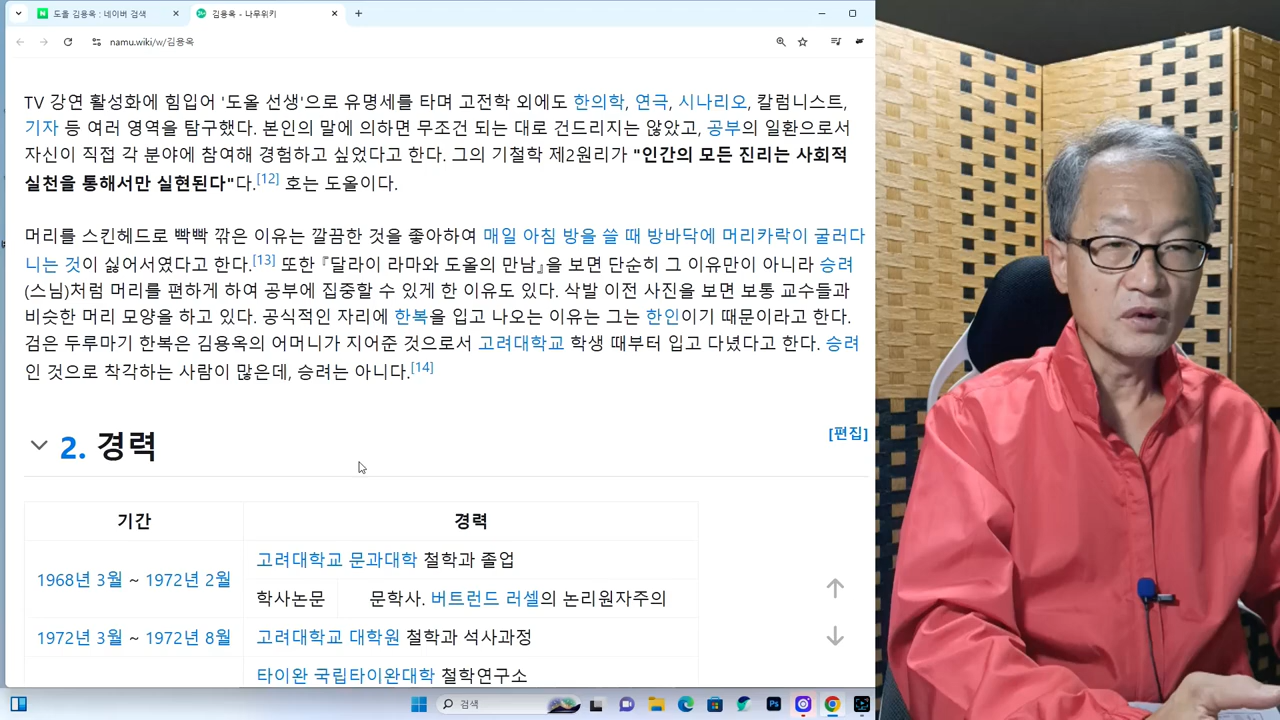 도올 김용옥 : 네이버 검색
김용옥 - 나무위키
namu.wiki/w/김용옥
TV 강연 활성화에 힘입어 '도올 선생'으로 유명세를 타며 고전학 외에도 한의학, 연극, 시나리오, 칼럼니스트,
기자 등 여러 영역을 탐구했다. 본인의 말에 의하면 무조건 되는 대로 건드리지는 않았고, 공부의 일환으로서
자신이 직접 각 분야에 참여해 경험하고 싶었다고 한다. 그의 기철학 제2원리가 "인간의 모든 진리는 사회적
실천을 통해서만 실현된다"다.[12] 호는 도올이다.
머리를 스킨헤드로 빡빡 깎은 이유는 깔끔한 것을 좋아하여 매일 아침 방을 쓸 때 방바닥에 머리카락이 굴러다
니는 것이 싫어서였다고 한다.[13] 또한 『달라이 라마와 도올의 만남』을 보면 단순히 그 이유만이 아니라 승려
(스님)처럼 머리를 편하게 하여 공부에 집중할 수 있게 한 이유도 있다. 삭발 이전 사진을 보면 보통 교수들과
비슷한 머리 모양을 하고 있다. 공식적인 자리에 한복을 입고 나오는 이유는 그는 한인이기 때문이라고 한다.
검은 두루마기 한복은 김용옥의 어머니가 지어준 것으로서 고려대학교 학생 때부터 입고 다녔다고 한다. 승려
인 것으로 착각하는 사람이 많은데, 승려는 아니다.[14]
2. 경력
[편집]
기간 경력
1968년 3월 ~ 1972년 2월
고려대학교 문과대학 철학과 졸업
학사논문 문학사. 버트런드 러셀의 논리원자주의
1972년 3월 ~ 1972년 8월 고려대학교 대학원 철학과 석사과정
타이완 국립타이완대학 철학연구소
검색
Ps